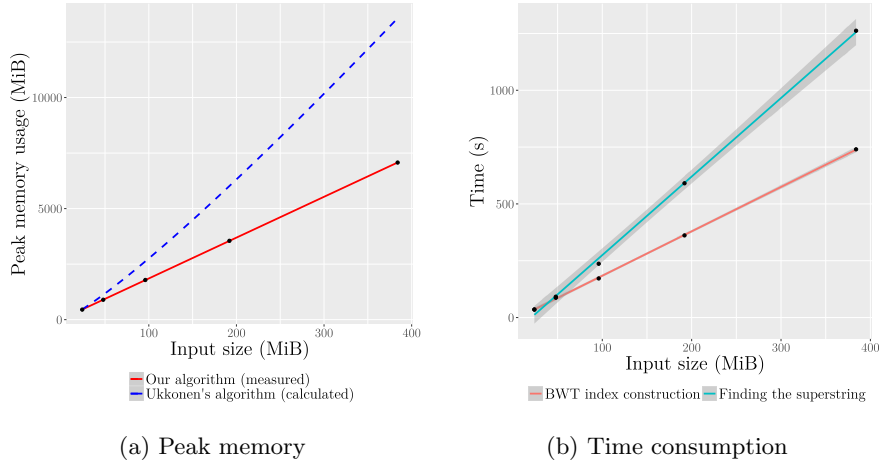 Peak memory usage (MiB)
10000
5000
0
100
200
300
400
Input size (MiB)
Our algorithm (measured)
Ukkonen's algorithm (calculated)
(a) Peak memory
Time (s)
1000
500
0
100
200
300
400
Input size (MiB)
BWT index construction
Finding the superstring
(b) Time consumption